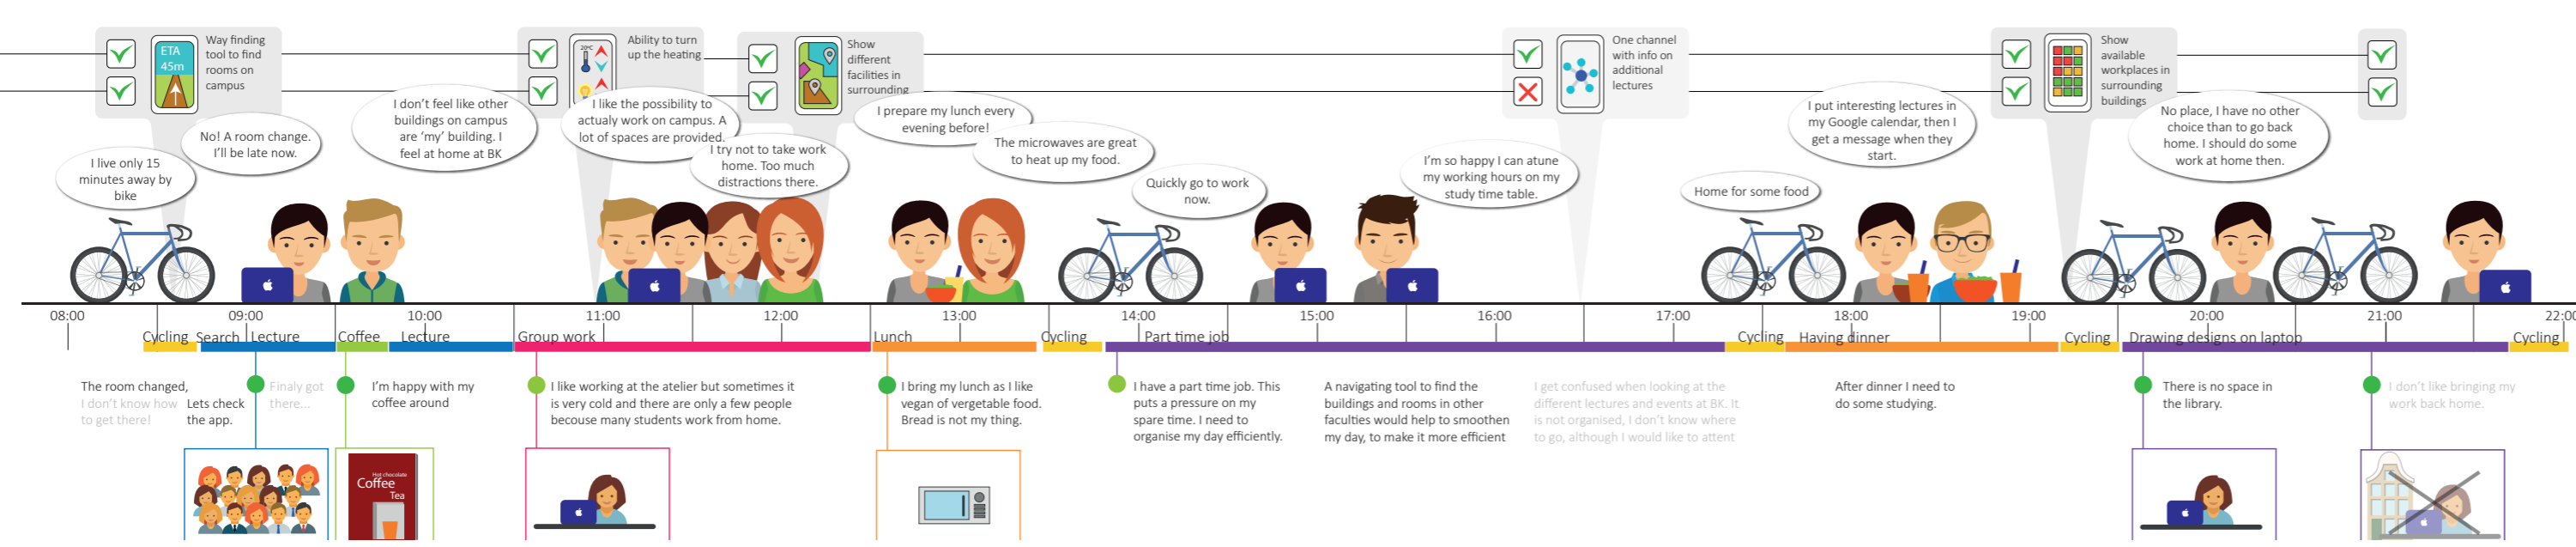 ETA
45m
Way finding
tool to find
rooms on
campus
20°C
Ability to turn
up the heating
Show
different
facilities in
surrounding
One channel
with info on
additional
lectures
Show
available
workplaces in
surrounding
buildings
I live only 15
minutes away by
bike
No! A room change.
I'll be late now.
I don't feel like other
buildings on campus
are ‘my’ building. I
feel at home at BK
I like the possibility to
actualy work on campus. A
lot of spaces are provided.
I try not to take work
home. Too much
distractions there.
I prepare my lunch every
evening before!
The microwaves are great
to heat up my food.
Quickly go to work
now.
I'm so happy I can atune
my working hours on my
study time table.
Home for some food
I put interesting lectures in
my Google calendar, then I
get a message when they
start.
No place, I have no other
choice than to go back
home. I should do some
work at home then.
08:00 09:00 10:00 11:00 12:00 13:00 14:00 15:00 16:00 17:00 18:00 19:00 20:00 21:00 22:00
Cycling Search Lecture Coffee Lecture Group work Lunch Cycling Part time job Cycling Having dinner Cycling Drawing designs on laptop Cycling
The room changed,
I don't know how
to get there!
Lets check
the app.
Finaly got
there...
I'm happy with my
coffee around
I like working at the atelier but sometimes it
is very cold and there are only a few people
becouse many students work from home.
I bring my lunch as I like
vegan of vergetable food.
Bread is not my thing.
I have a part time job. This
puts a pressure on my
spare time. I need to
organise my day efficiently.
A navigating tool to find the
buildings and rooms in other
faculties would help to smoothen
my day, to make it more efficient
I get confused when looking at the
different lectures and events at BK. It
is not organised, I don't know where
to go, although I would like to attent
After dinner I need to
do some studying.
There is no space in
the library.
I don't like bringing my
work back home.
Hot chocolate
Coffee
Tea